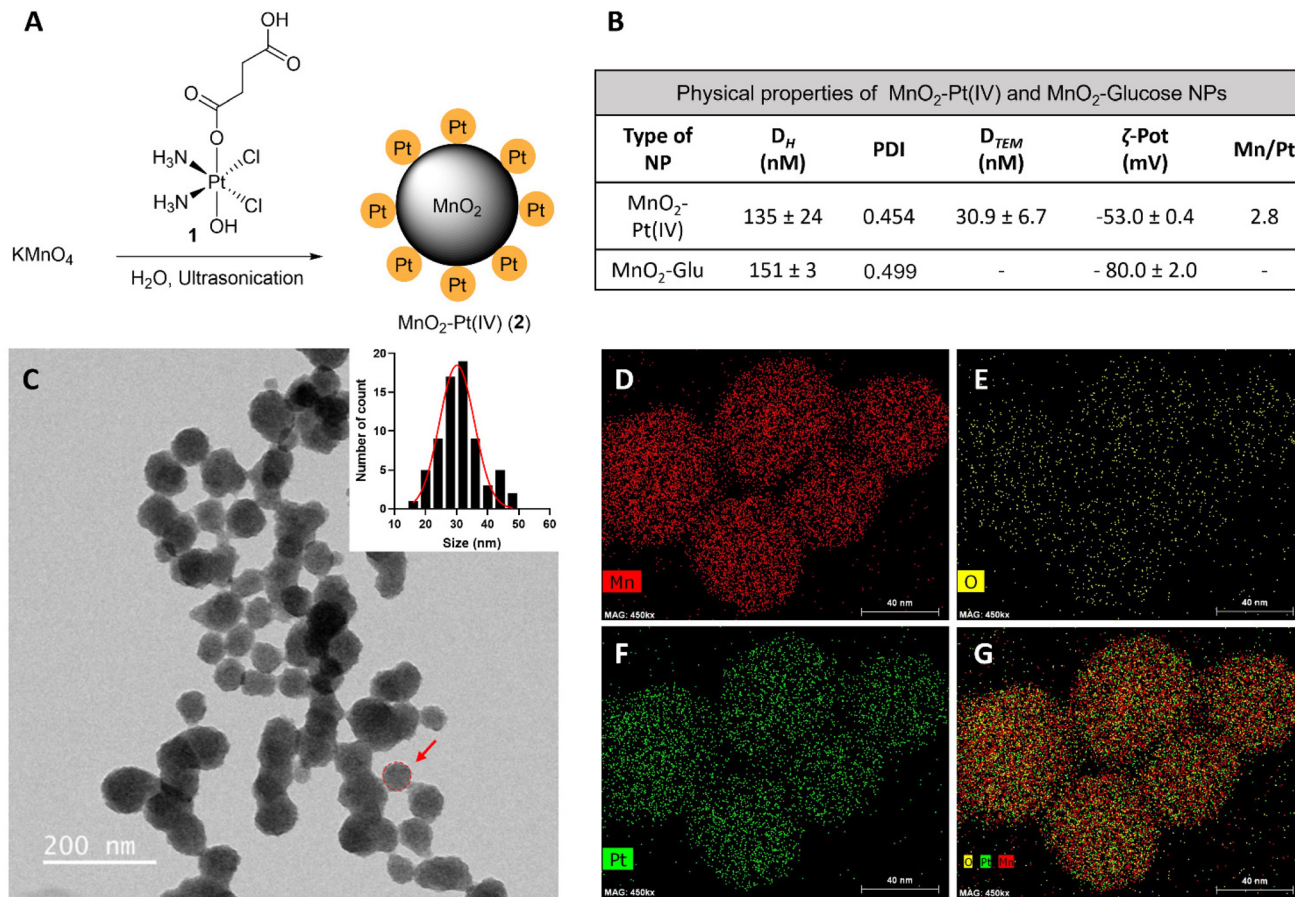 A
OH
O
O
O
H₃N
Cl
Pt
H₃N
Cl
OH
1
KMnO₄
H₂O, Ultrasonication
Pt
Pt
Pt
Pt
Pt
Pt
Pt
Pt
MnO₂
MnO₂-Pt(IV) (2)
B
Physical properties of MnO₂-Pt(IV) and MnO₂-Glucose NPs
Type of NP D_H (nM) PDI D_TEM (nM) ζ-Pot (mV) Mn/Pt
MnO₂-Pt(IV) 135 ± 24 0.454 30.9 ± 6.7 -53.0 ± 0.4 2.8
MnO₂-Glu 151 ± 3 0.499 - - 80.0 ± 2.0 -
C
200 nm
Number of count
20
15
10
5
0
10 20 30 40 50 60
Size (nm)
D
Mn
MAG: 450kx
40 nm
E
O
MAG: 450kx
40 nm
F
Pt
MAG: 450kx
40 nm
G
O Pt Mn
MAG: 450kx
40 nm